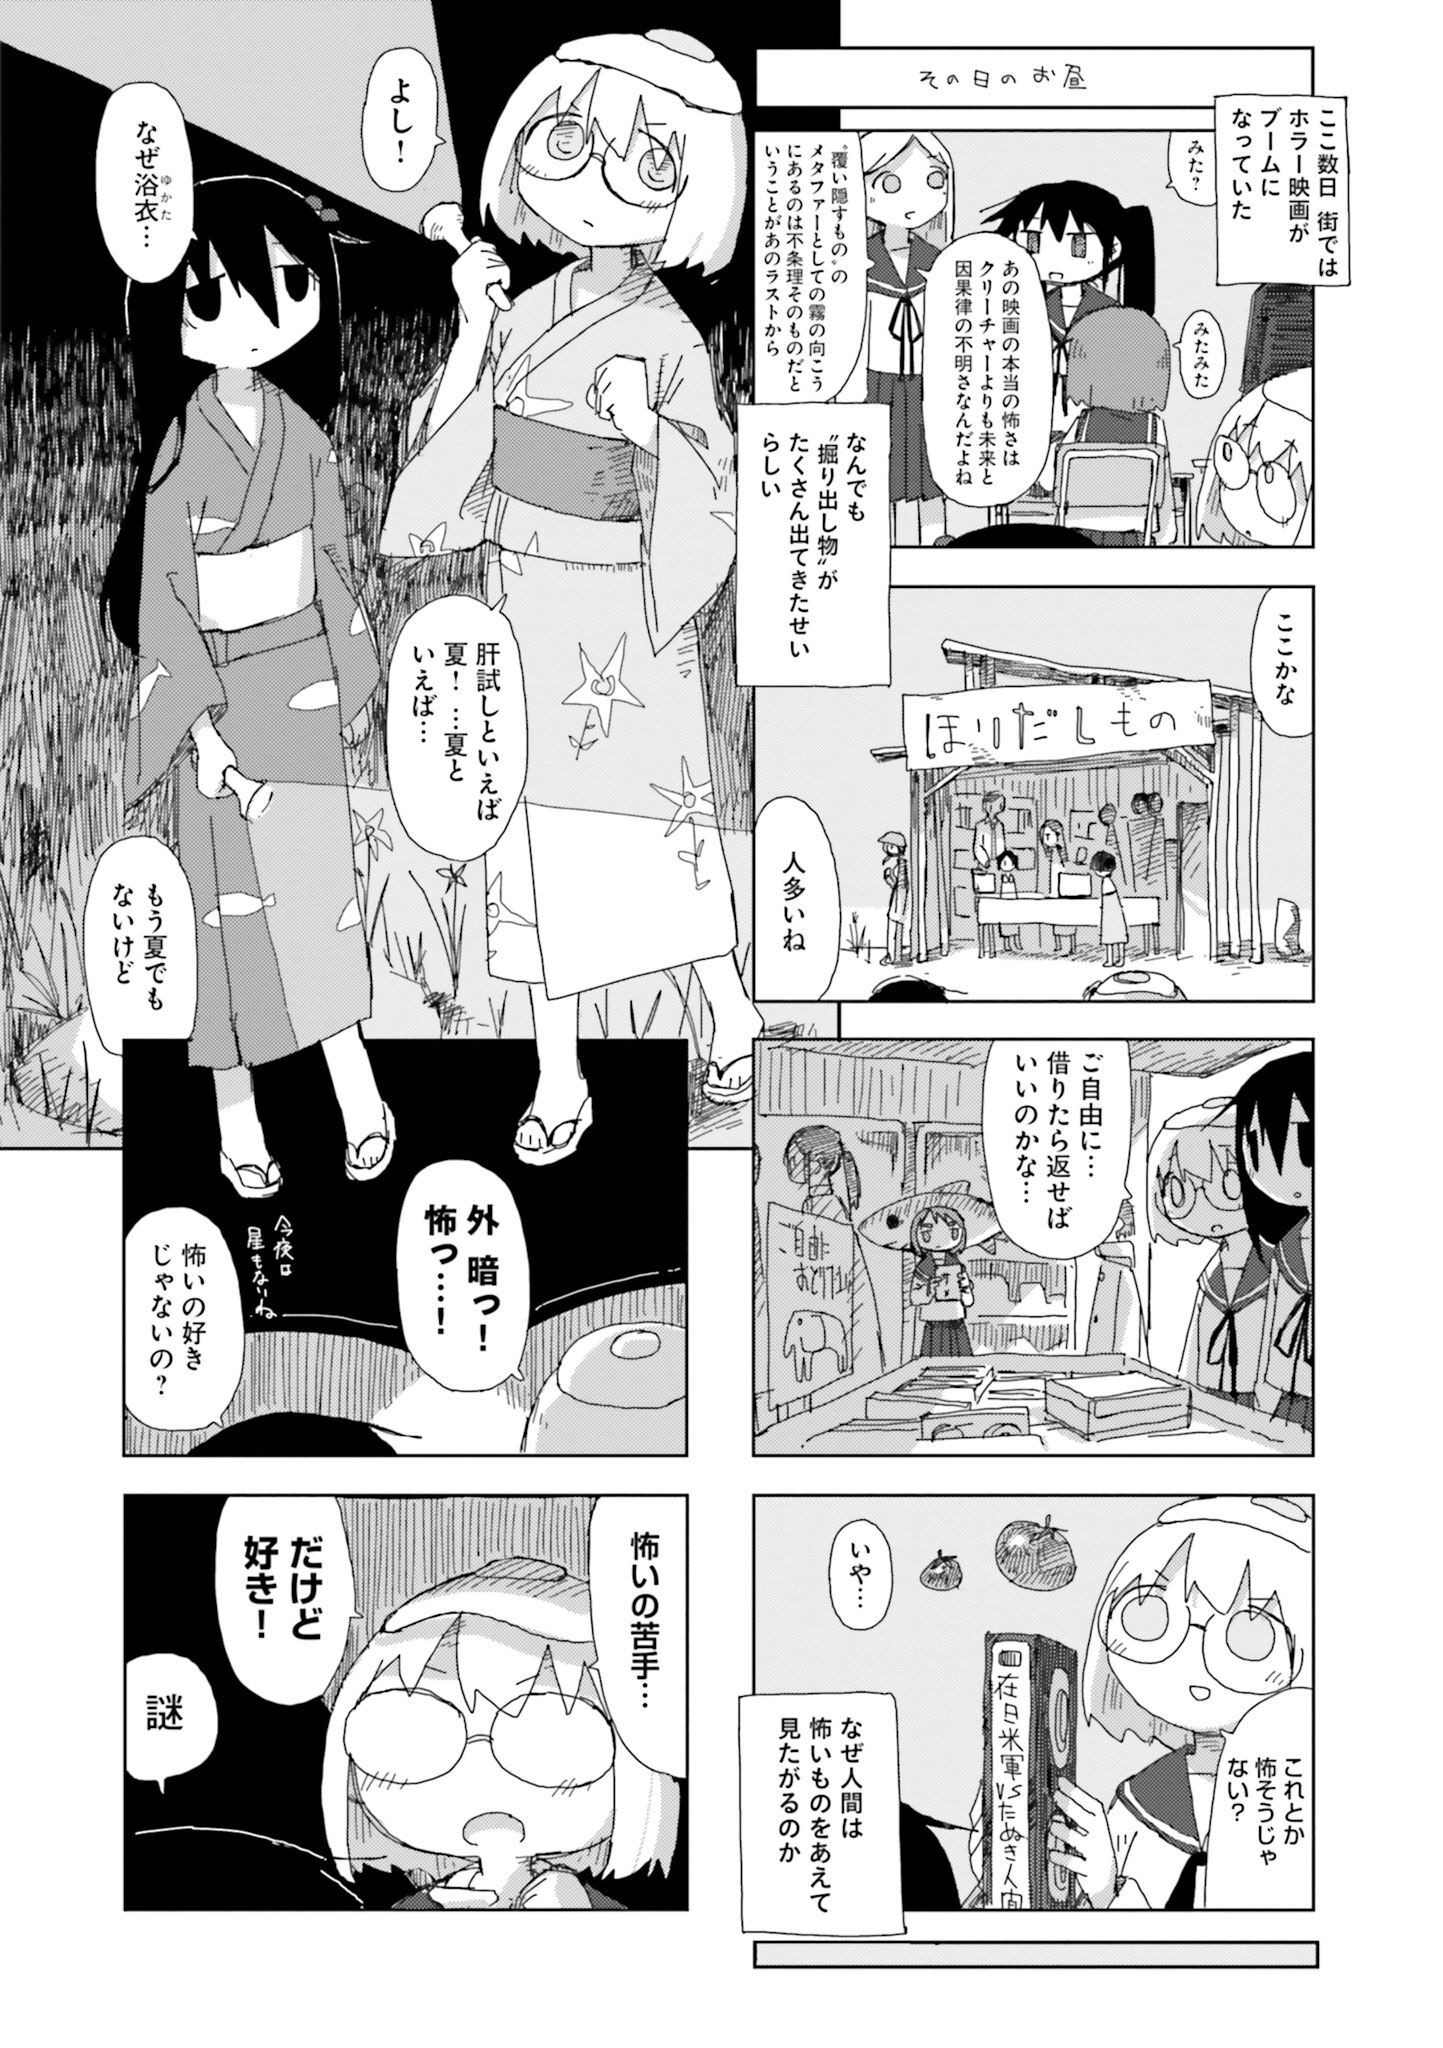 その日のお昼
ここ数日 街では
ホラー映画が
ブームに
なっていた
みた?
みたみた
あの映画の本当の怖さは
クリーチャーよりも未来と
因果律の不明さなんだよね
〝覆い隠すもの〟の
メタファーとしての霧の向こう
にあるのは不条理そのものだと
いうことがあのラストから
なんでも
〝掘り出し物〟が
たくさん出てきたせい
らしい
ここかな
ほりだしもの
人多いね
ご自由に…
借りたら返せば
いいのかな…
これとか
怖そうじゃ
ない?
在日米軍VSたぬき人間
いや…
なぜ人間は
怖いものをあえて
見たがるのか
よし!
なぜ浴衣…
ゆかた
肝試しといえば
夏! …夏と
いえば…
もう夏でも
ないけど
外 暗っ!
怖っ…!
今夜は
星もないね
怖いの好き
じゃないの?
怖いの苦手…
だけど
好き!
謎